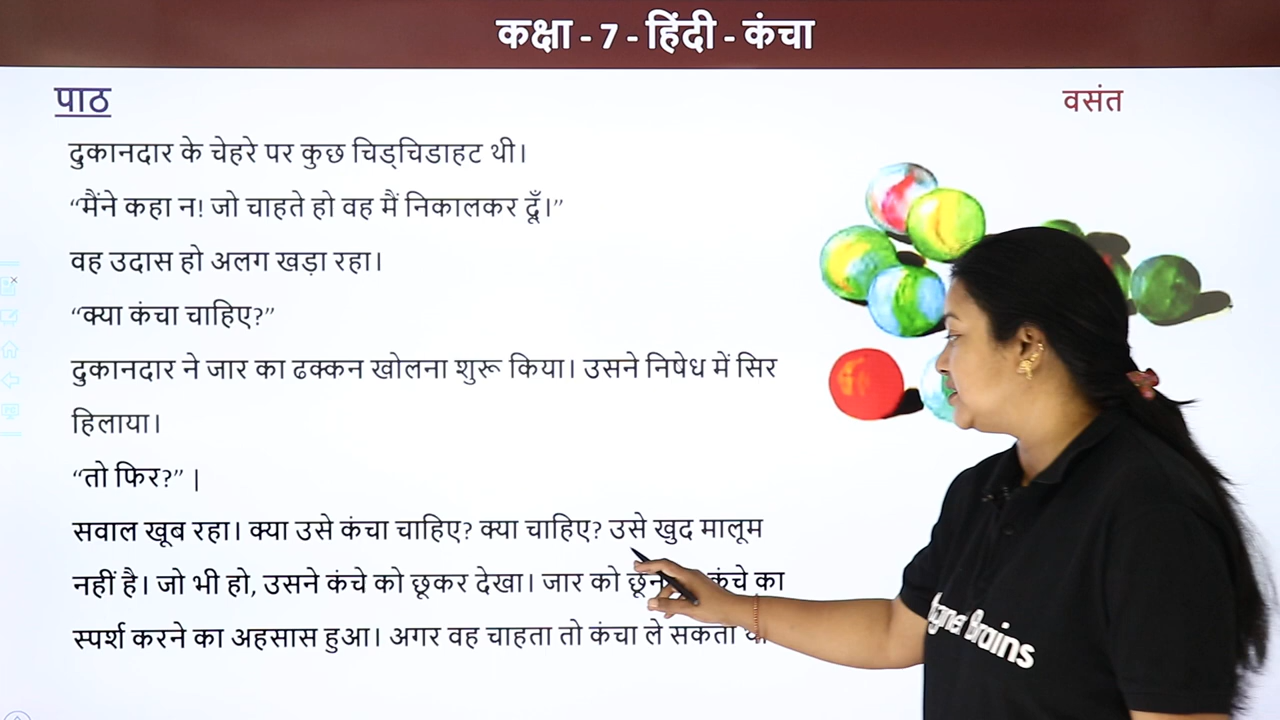 कक्षा - 7 - हिंदी - कंचा
पाठ
वसंत
दुकानदार के चेहरे पर कुछ चिड्चिडाहट थी।
“मैंने कहा न! जो चाहते हो वह मैं निकालकर दूँ।”
वह उदास हो अलग खड़ा रहा।
“क्या कंचा चाहिए?”
दुकानदार ने जार का ढक्कन खोलना शुरू किया। उसने निषेध में सिर
हिलाया।
“तो फिर?” |
सवाल खूब रहा। क्या उसे कंचा चाहिए? क्या चाहिए? उसे खुद मालूम
नहीं है। जो भी हो, उसने कंचे को छूकर देखा। जार को कंचे का
स्पर्श करने का अहसास हुआ। अगर वह चाहता तो कंचा ले सकता
Brains